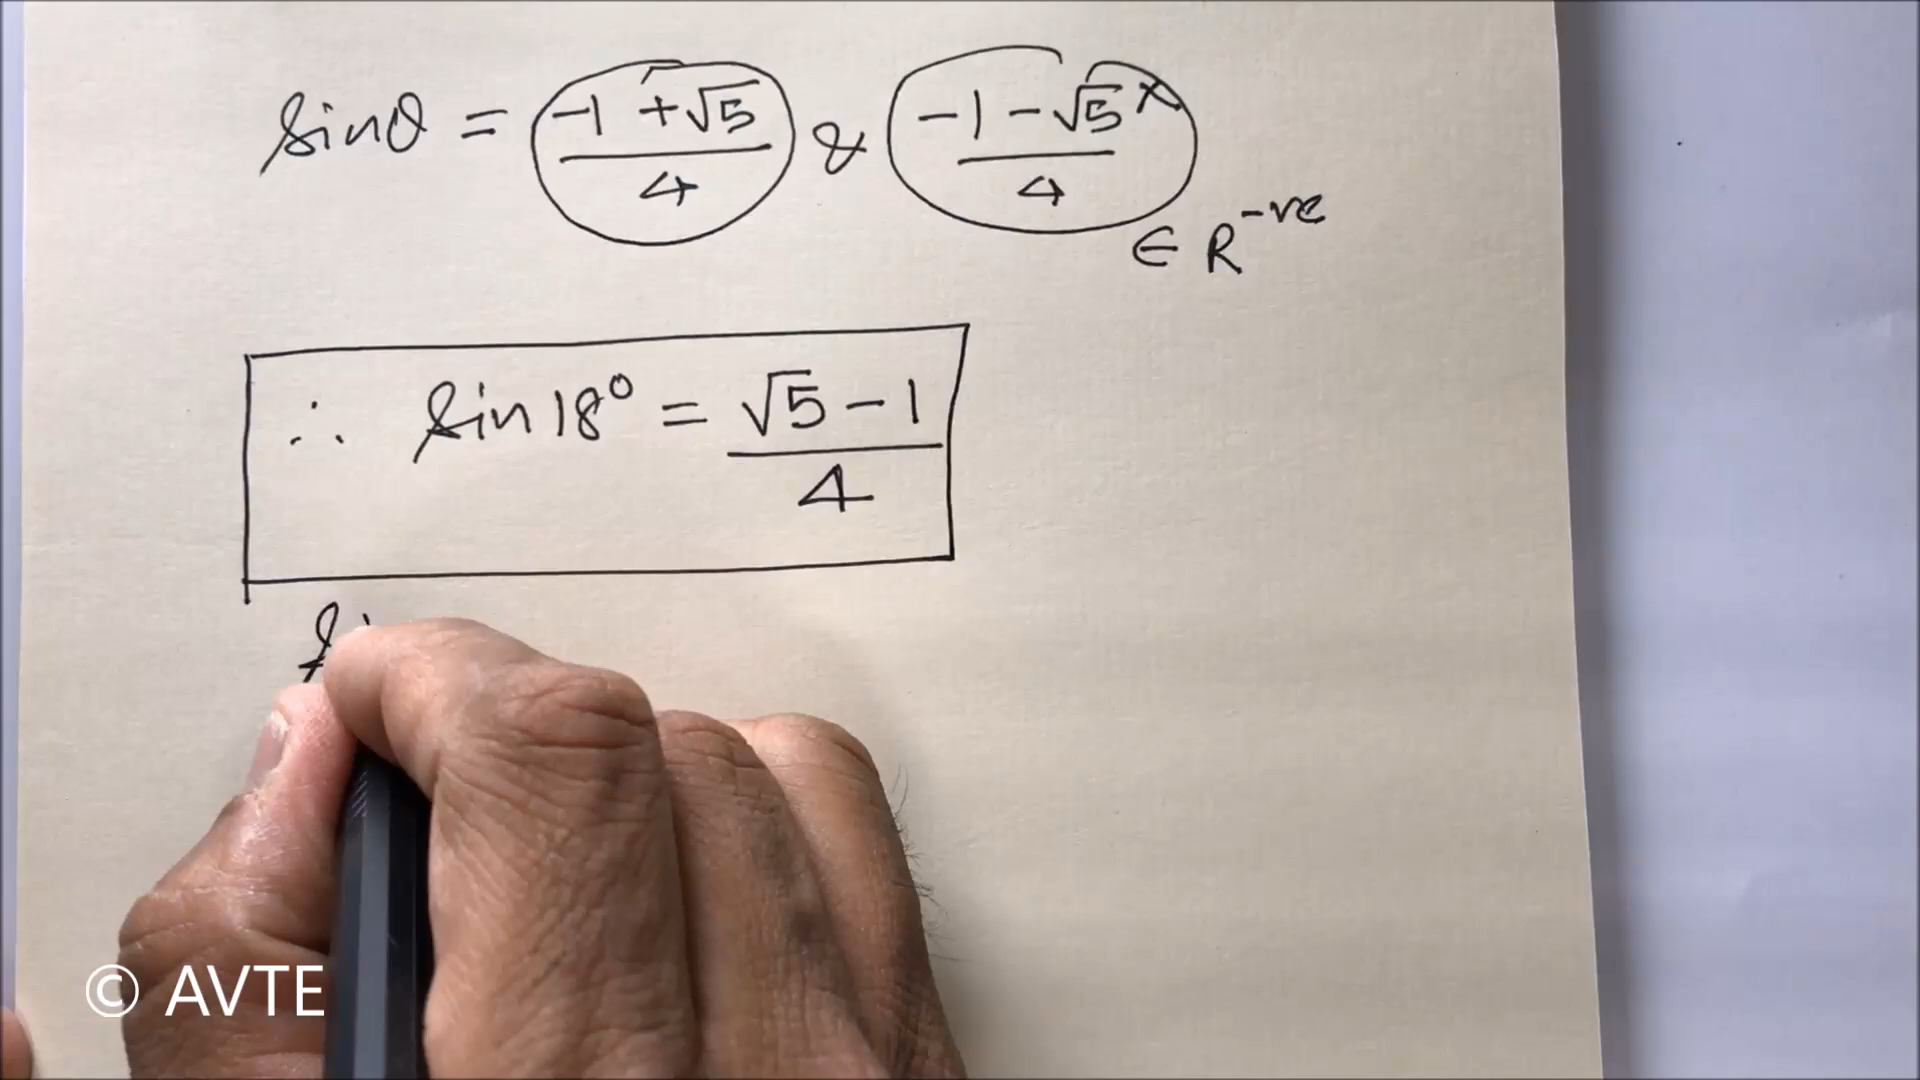 sinθ = (-1 + √5)/4 & (-1 - √5)/4 ×
∈ R^-ve
∴ sin 18° = (√5 - 1)/4
© AVTE